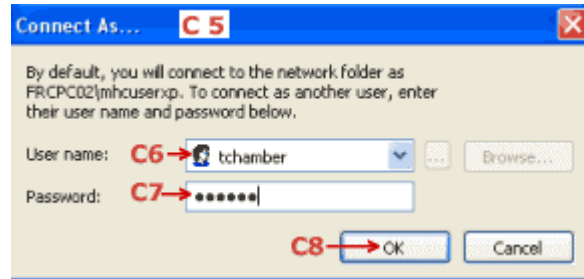 Connect As... C 5
By default, you will connect to the network folder as
FRCPC02\mhcuserxp. To connect as another user, enter
their user name and password below.
User name: C6 tchamber ... Browse...
Password: C7 ••••••
C8 OK Cancel